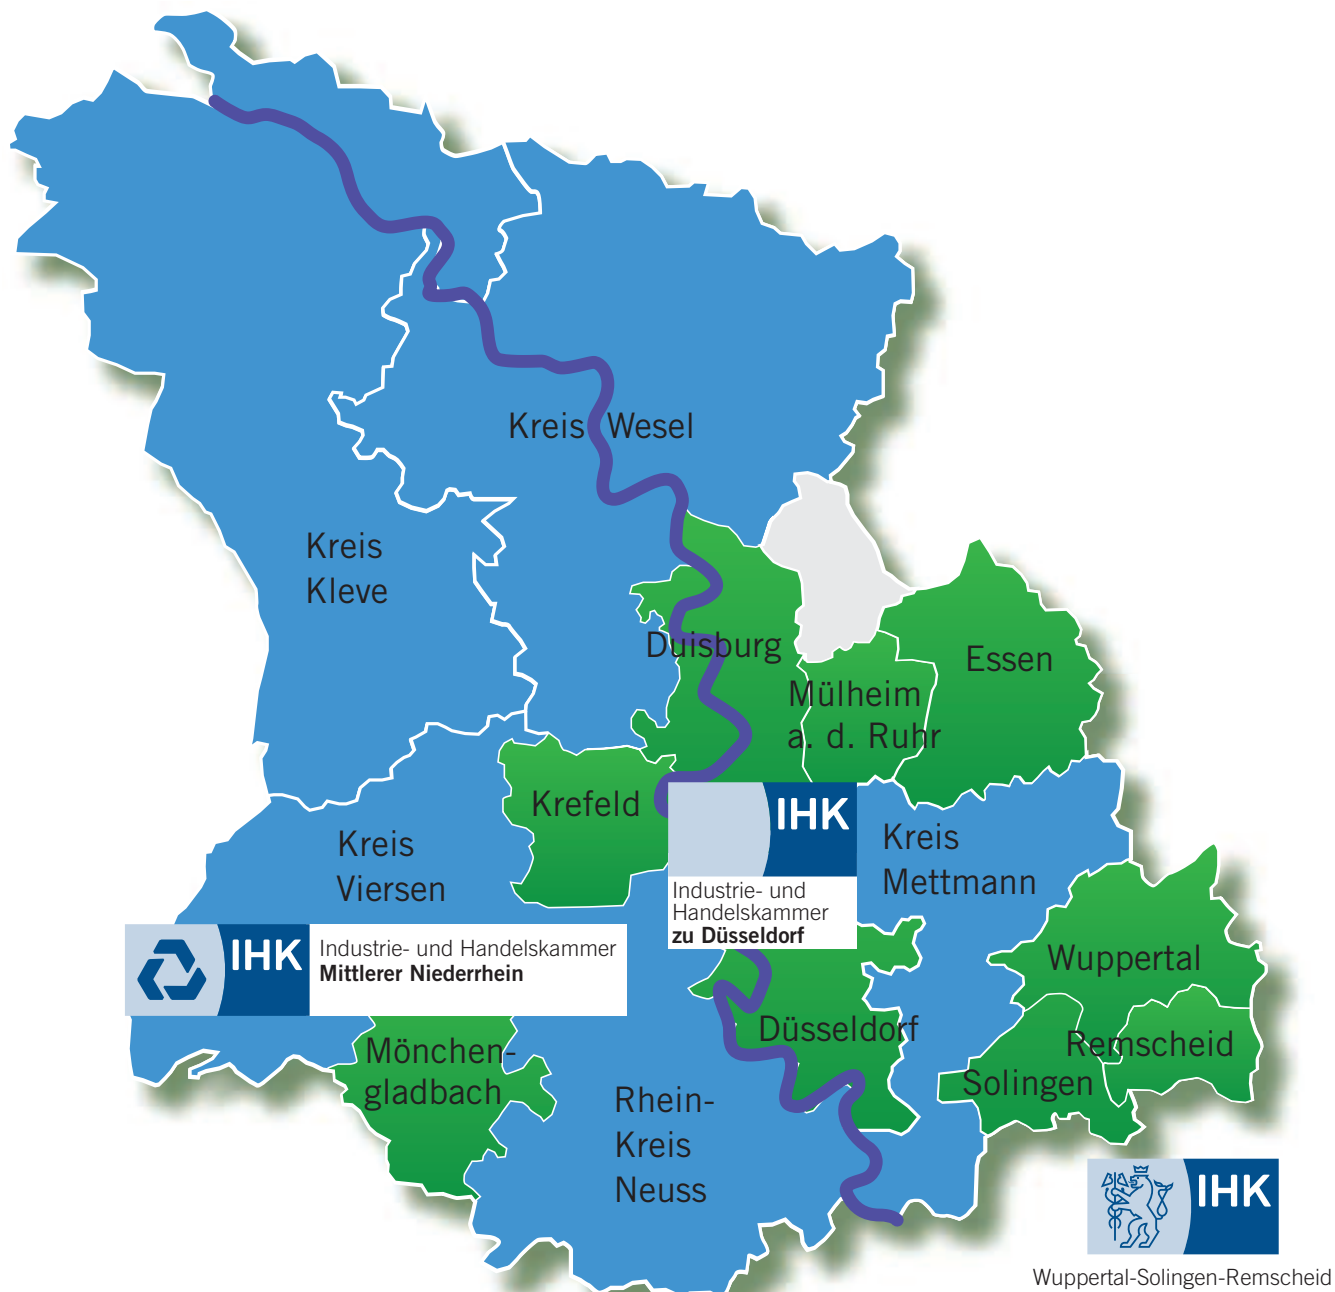 Kreis Wesel
Kreis
Kleve
Duisburg
Essen
Mülheim
a. d. Ruhr
Krefeld
IHK
Industrie- und
Handelskammer
zu Düsseldorf
Kreis
Mettmann
Kreis
Viersen
IHK
Industrie- und Handelskammer
Mittlerer Niederrhein
Wuppertal
Düsseldorf
Remscheid
Solingen
Mönchen-
gladbach
Rhein-
Kreis
Neuss
IHK
Wuppertal-Solingen-Remscheid